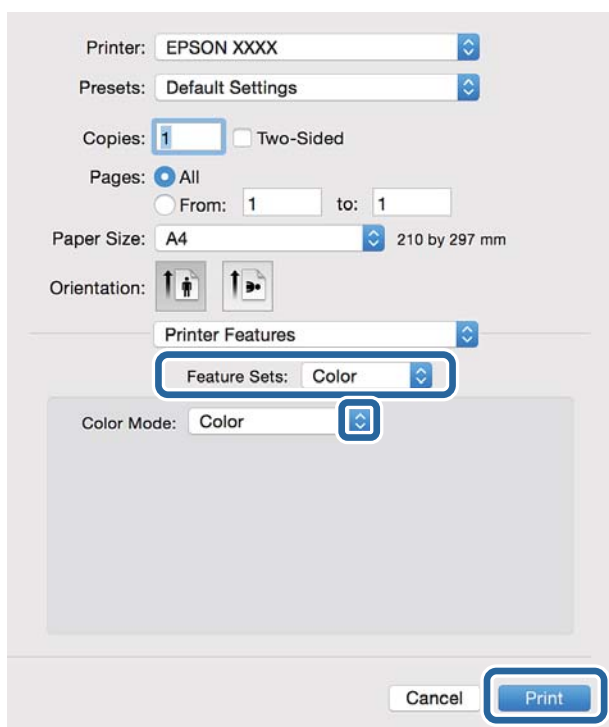 Printer: EPSON XXXX
Presets: Default Settings
Copies: 1 Two-Sided
Pages: All
From: 1 to: 1
Paper Size: A4 210 by 297 mm
Orientation:
Printer Features
Feature Sets: Color
Color Mode: Color
Cancel Print